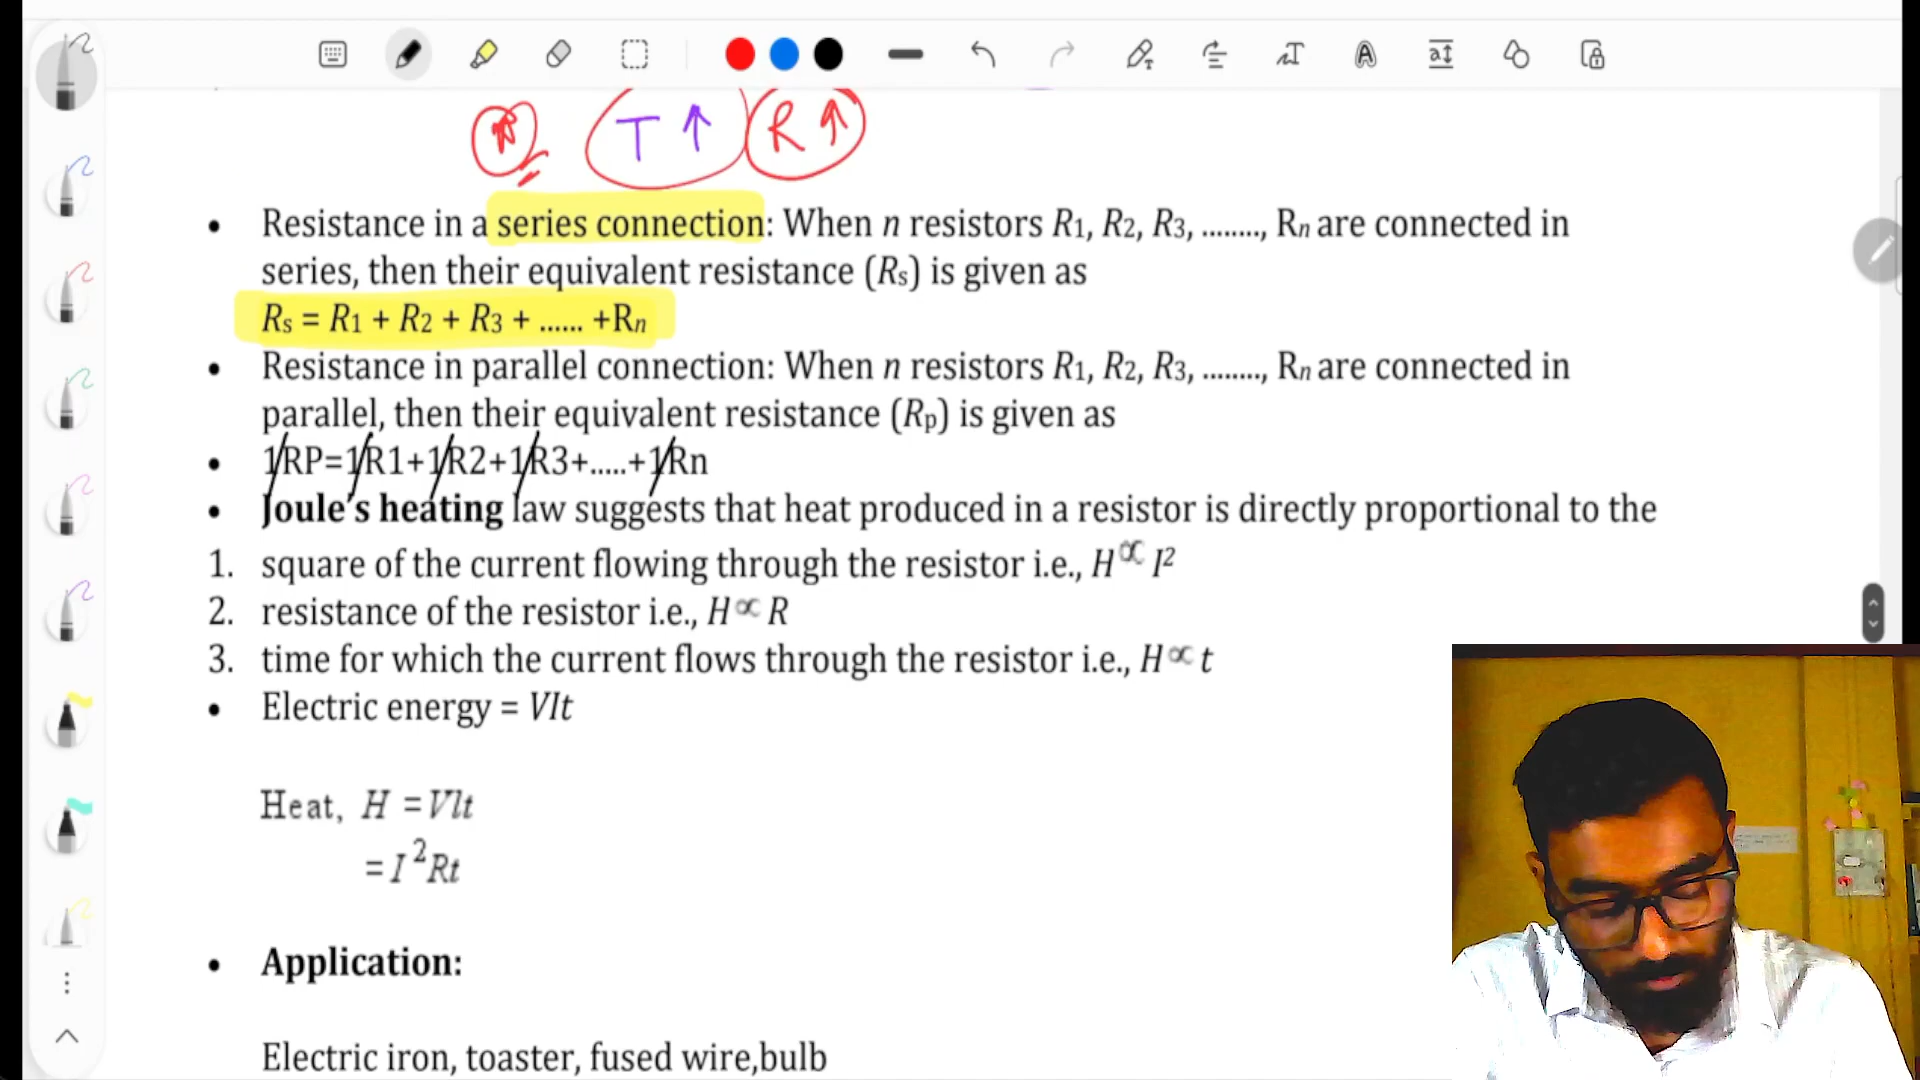 T ↑ R ↑
• Resistance in a series connection: When n resistors R1, R2, R3, ........, Rn are connected in
series, then their equivalent resistance (Rs) is given as
Rs = R1 + R2 + R3 + ...... +Rn
• Resistance in parallel connection: When n resistors R1, R2, R3, ........, Rn are connected in
parallel, then their equivalent resistance (Rp) is given as
• 1/RP=1/R1+1/R2+1/R3+.....+1/Rn
• Joule's heating law suggests that heat produced in a resistor is directly proportional to the
1. square of the current flowing through the resistor i.e., H ∝ I²
2. resistance of the resistor i.e., H ∝ R
3. time for which the current flows through the resistor i.e., H ∝ t
• Electric energy = VIt
Heat, H = Vlt
= I²Rt
• Application:
Electric iron, toaster, fused wire,bulb